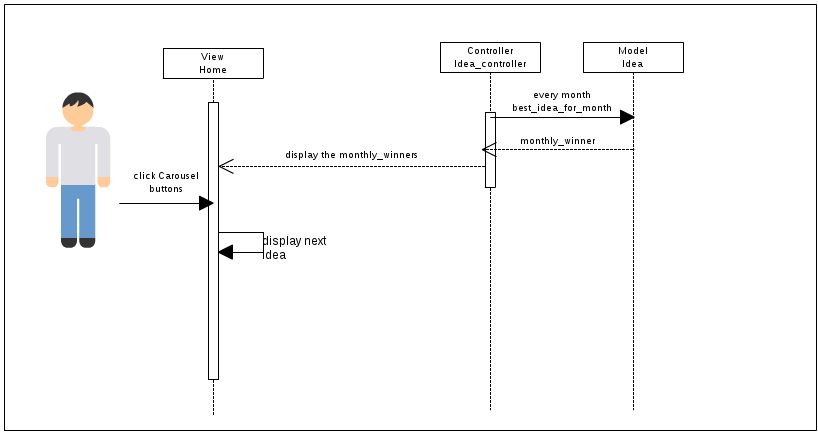 View
Home
Controller
Idea_controller
Model
Idea
every month
best_idea_for_month
monthly_winner
display the monthly_winners
click Carousel
buttons
display next
Idea